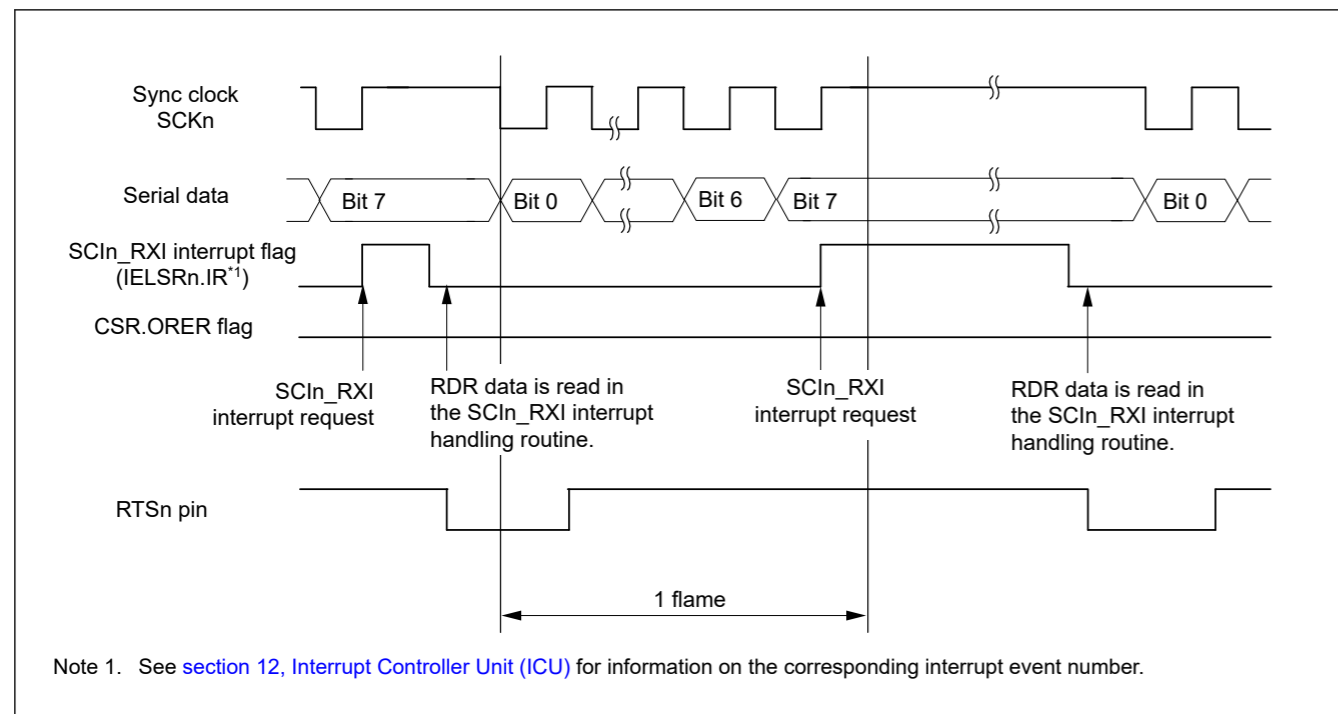 Sync clock
SCKn
Serial data
Bit 7
Bit 0
Bit 6
Bit 7
Bit 0
SCIn_RXI interrupt flag
(IELSRn.IR*1)
CSR.ORER flag
SCIn_RXI
interrupt request
RDR data is read in
the SCIn_RXI interrupt
handling routine.
SCIn_RXI
interrupt request
RDR data is read in
the SCIn_RXI interrupt
handling routine.
RTSn pin
1 flame
Note 1. See section 12, Interrupt Controller Unit (ICU) for information on the corresponding interrupt event number.